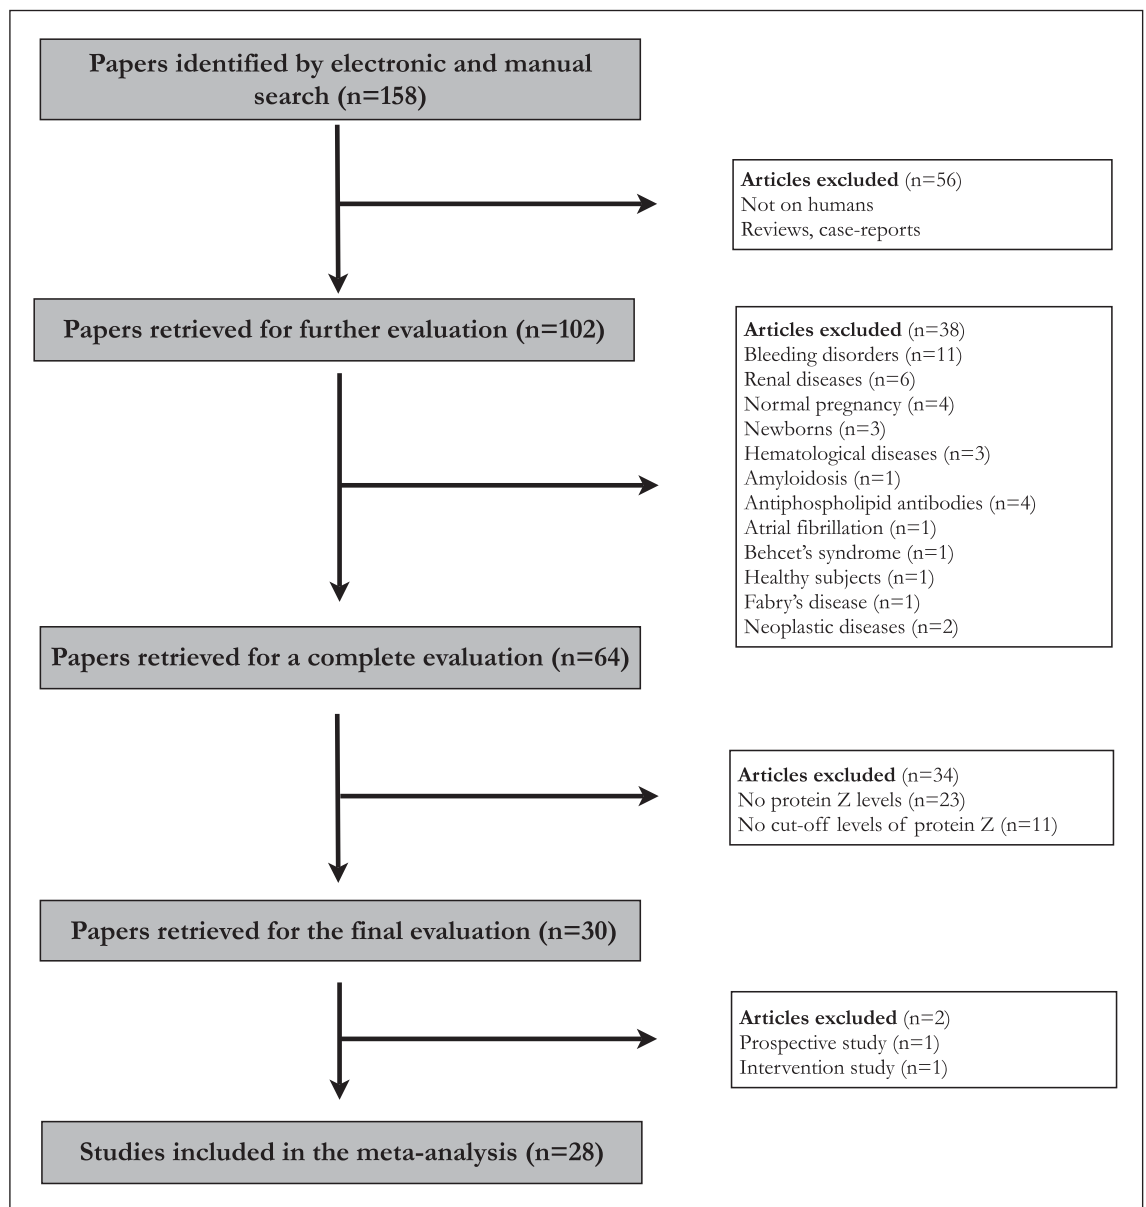 Papers identified by electronic and manual
search (n=158)
Articles excluded (n=56)
Not on humans
Reviews, case-reports
Papers retrieved for further evaluation (n=102)
Articles excluded (n=38)
Bleeding disorders (n=11)
Renal diseases (n=6)
Normal pregnancy (n=4)
Newborns (n=3)
Hematological diseases (n=3)
Amyloidosis (n=1)
Antiphospholipid antibodies (n=4)
Atrial fibrillation (n=1)
Behcet's syndrome (n=1)
Healthy subjects (n=1)
Fabry's disease (n=1)
Neoplastic diseases (n=2)
Papers retrieved for a complete evaluation (n=64)
Articles excluded (n=34)
No protein Z levels (n=23)
No cut-off levels of protein Z (n=11)
Papers retrieved for the final evaluation (n=30)
Articles excluded (n=2)
Prospective study (n=1)
Intervention study (n=1)
Studies included in the meta-analysis (n=28)